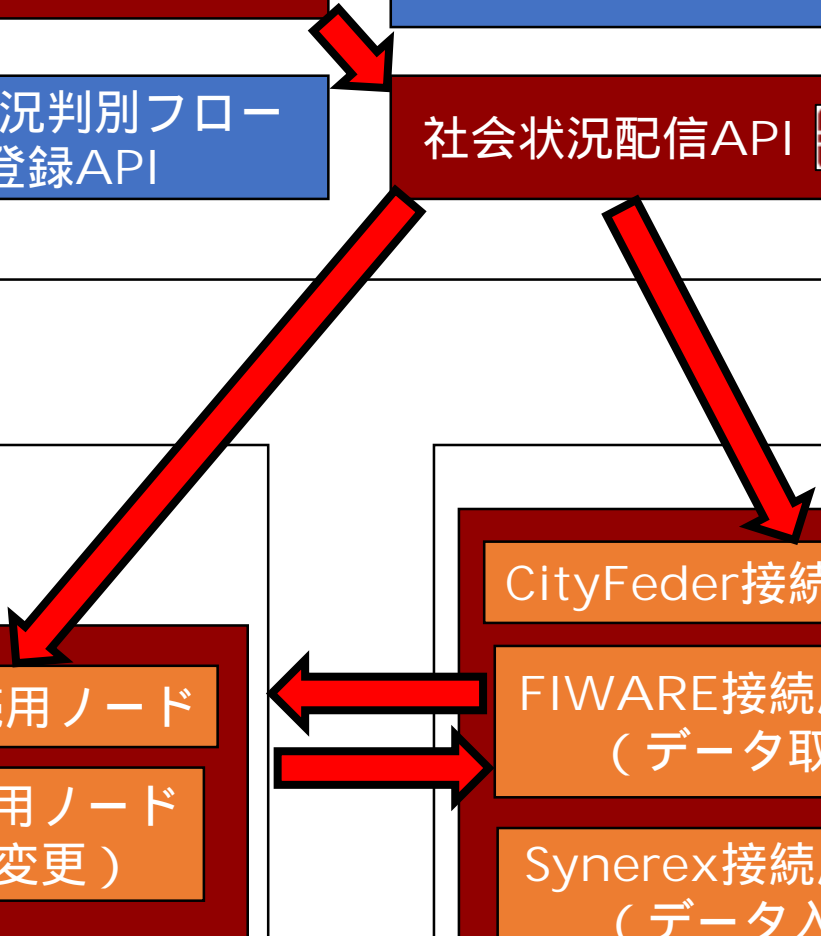 況判別フロー
登録API
社会状況配信API
CityFeder接続
用ノード
FIWARE接続
（データ取
用ノード
変更）
Synerex接続
（データ入